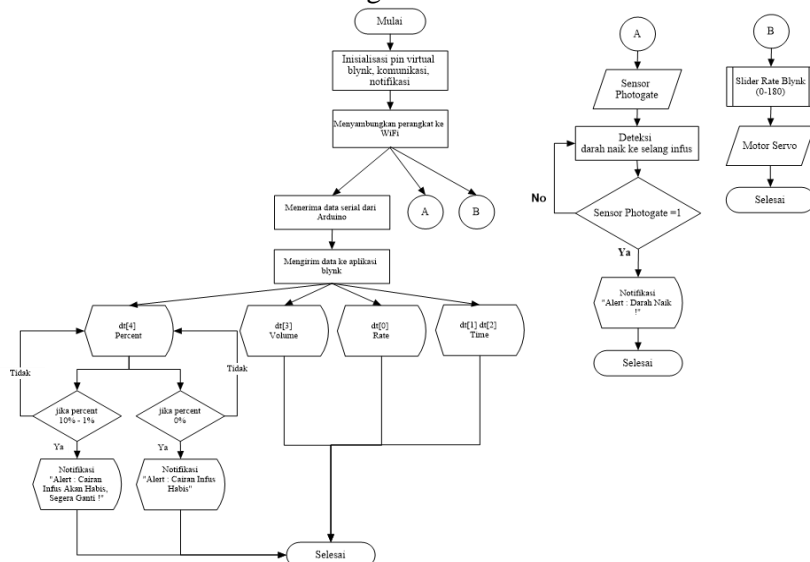 Mulai
Inisialisasi pin virtual
blynk, komunikasi,
notifikasi
Menyambungkan perangkat ke
WiFi
Menerima data serial dari
Arduino
A
B
Mengirim data ke aplikasi
blynk
dt[4]
Percent
dt[3]
Volume
dt[0]
Rate
dt[1] dt[2]
Time
Tidak
Tidak
jika percent
10% - 1%
jika percent
0%
Ya
Ya
Notifikasi
"Alert : Cairan
Infus Akan Habis,
Segera Ganti !"
Notifikasi
"Alert : Cairan Infus
Habis"
Selesai
A
Sensor
Photogate
Deteksi
darah naik ke selang infus
No
Sensor Photogate =1
Ya
Notifikasi
"Alert : Darah Naik
!"
Selesai
B
Slider Rate Blynk
(0-180)
Motor Servo
Selesai